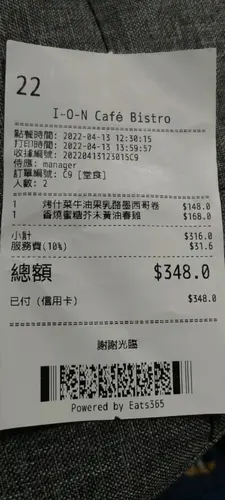 22
I-O-N Café Bistro
點餐時間: 2022-04-13 12:30:15
打印時間: 2022-04-13 13:59:57
收據編號: 2022041312301509
侍應: manager
訂單編號: C9 [堂食]
人數: 2
1 烤什菜牛油果乳酪墨西哥卷 $148.0
1 香燒蜜糖芥末黃油春雞 $168.0
小計 $316.0
服務費(10%) $31.6
總額 $348.0
已付 (信用卡) $348.0
謝謝光臨
Powered by Eats365